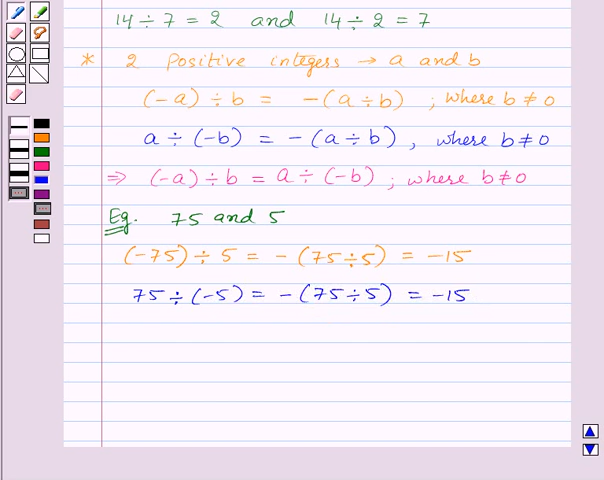 14 ÷ 7 = 2 and 14 ÷ 2 = 7
* 2 Positive integers → a and b
(-a) ÷ b = -(a ÷ b) ; where b ≠ 0
a ÷ (-b) = -(a ÷ b), where b ≠ 0
⇒ (-a) ÷ b = a ÷ (-b) ; where b ≠ 0
Eg. 75 and 5
(-75) ÷ 5 = -(75 ÷ 5) = -15
75 ÷ (-5) = -(75 ÷ 5) = -15